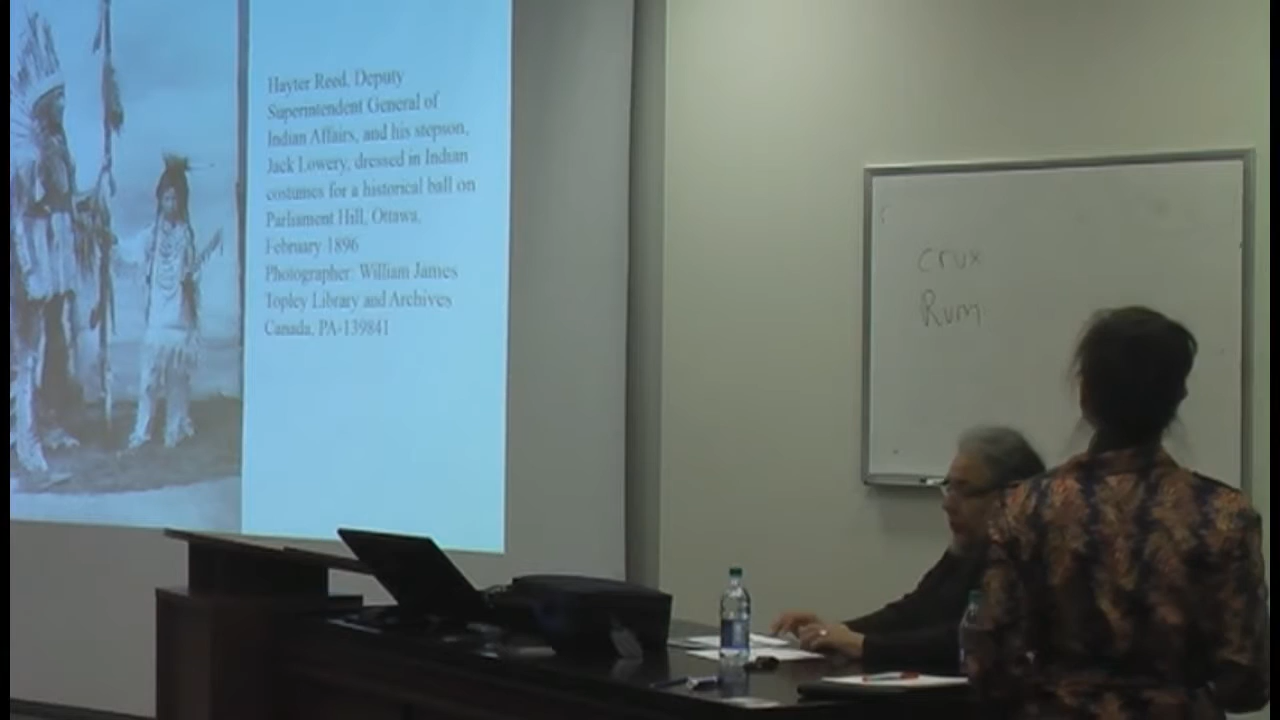 Hayter Reed, Deputy
Superintendent General of
Indian Affairs, and his stepson,
Jack Lowery, dressed in Indian
costumes for a historical ball on
Parliament Hill, Ottawa,
February 1896
Photographer: William James
Topley Library and Archives
Canada, PA-139841
crux
Rum